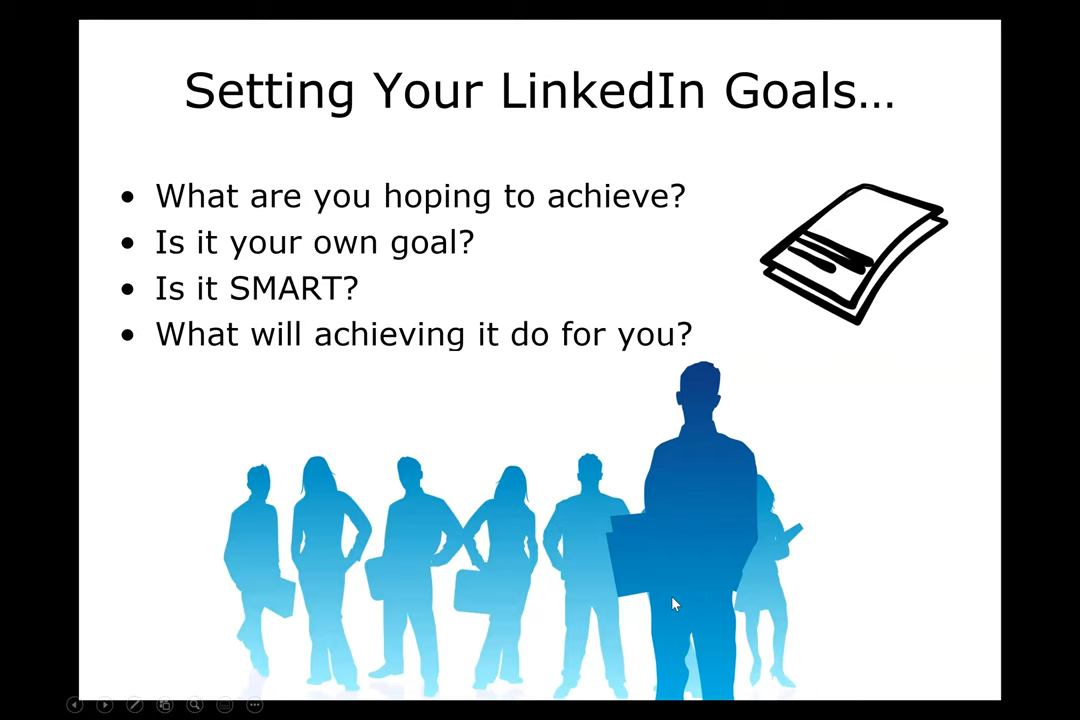 Setting Your LinkedIn Goals…
• What are you hoping to achieve?
• Is it your own goal?
• Is it SMART?
• What will achieving it do for you?